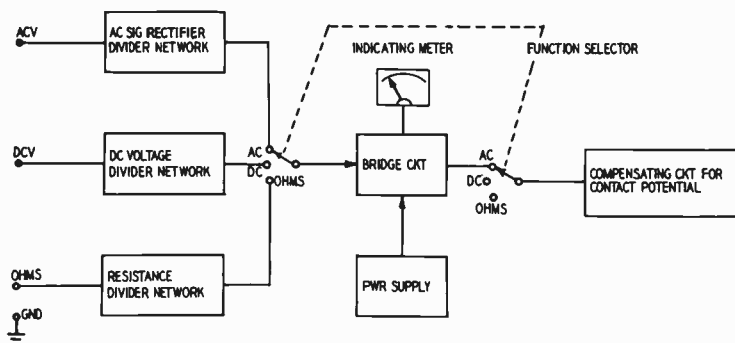 ACV
AC SIG RECTIFIER
DIVIDER NETWORK
INDICATING METER
FUNCTION SELECTOR
DCV
DC VOLTAGE
DIVIDER NETWORK
AC
DC
OHMS
BRIDGE CKT
AC
DC
OHMS
COMPENSATING CKT FOR
CONTACT POTENTIAL
OHMS
GND
RESISTANCE
DIVIDER NETWORK
PWR SUPPLY